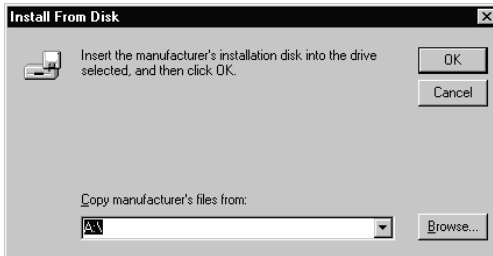 Install From Disk
Insert the manufacturer's installation disk into the drive
selected, and then click OK.
OK
Cancel
Copy manufacturer's files from:
A:\
Browse...